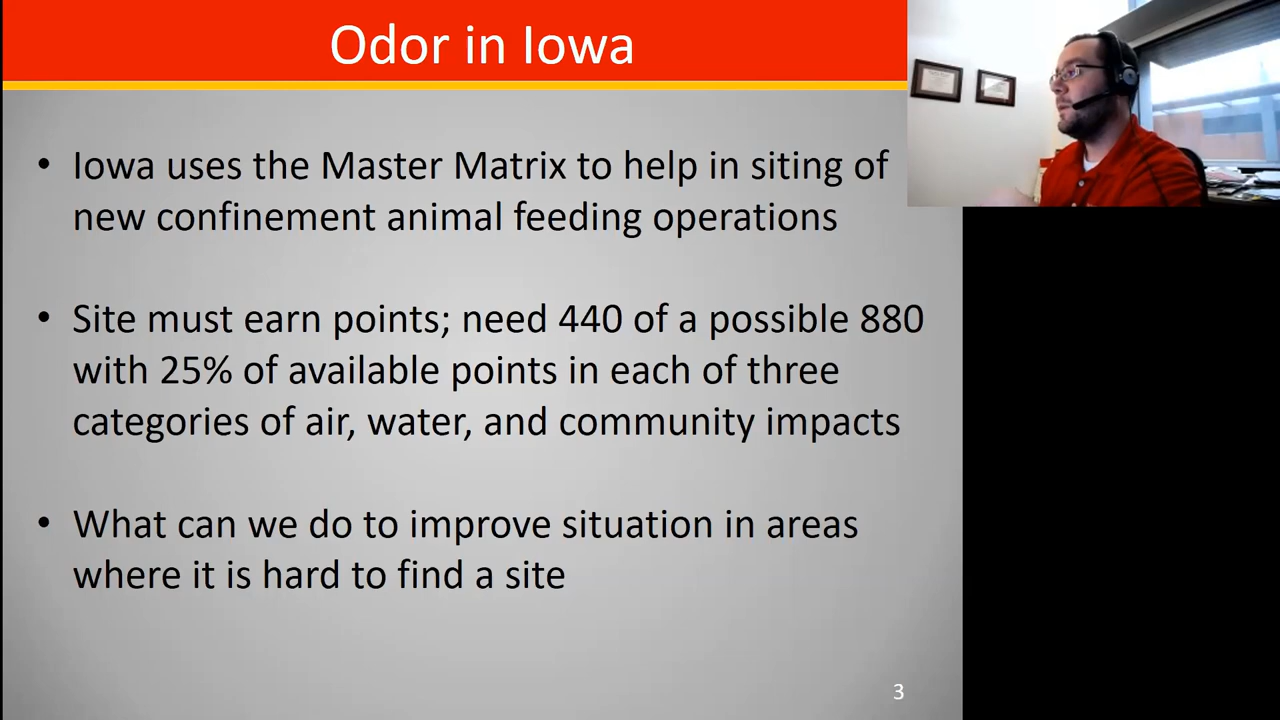 Odor in Iowa
• Iowa uses the Master Matrix to help in siting of
new confinement animal feeding operations
• Site must earn points; need 440 of a possible 880
with 25% of available points in each of three
categories of air, water, and community impacts
• What can we do to improve situation in areas
where it is hard to find a site
3